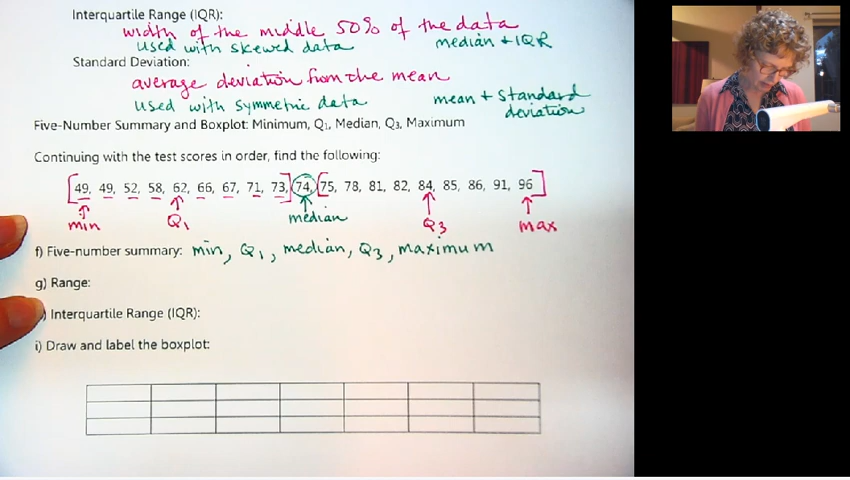 Interquartile Range (IQR):
width of the middle 50% of the data
used with skewed data median + IQR
Standard Deviation:
average deviation from the mean
used with symmetric data mean + standard
deviation
Five-Number Summary and Boxplot: Minimum, Q₁, Median, Q₃, Maximum
Continuing with the test scores in order, find the following:
[49, 49, 52, 58, 62, 66, 67, 71, 73,] 74, [75, 78, 81, 82, 84, 85, 86, 91, 96]
min Q₁ median Q₃ max
f) Five-number summary: min, Q₁, median, Q₃, maximum
g) Range:
) Interquartile Range (IQR):
i) Draw and label the boxplot: